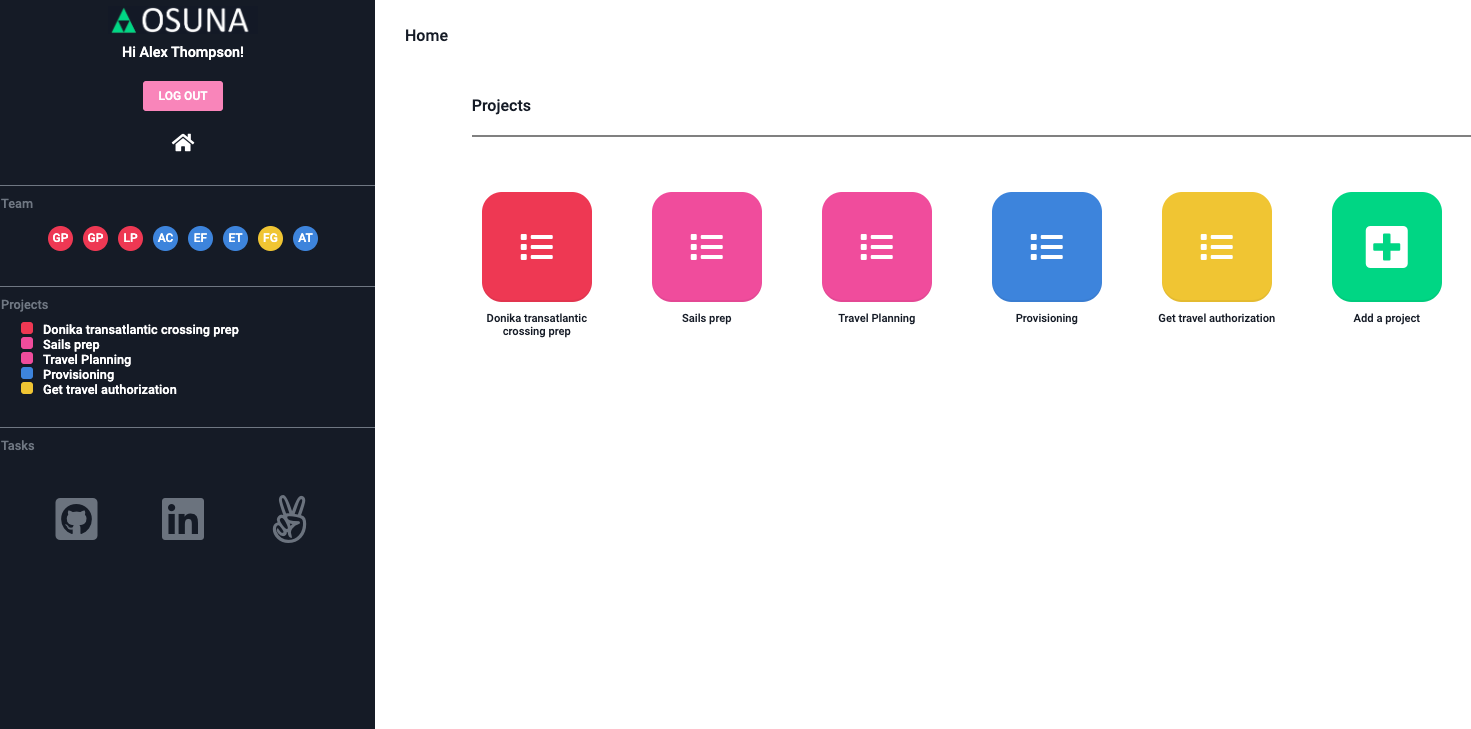 OSUNA
Hi Alex Thompson!
LOG OUT
Team
GP GP LP AC EF ET FG AT
Projects
Donika transatlantic crossing prep
Sails prep
Travel Planning
Provisioning
Get travel authorization
Tasks
in
Home
Projects
Donika transatlantic
crossing prep
Sails prep
Travel Planning
Provisioning
Get travel authorization
Add a project